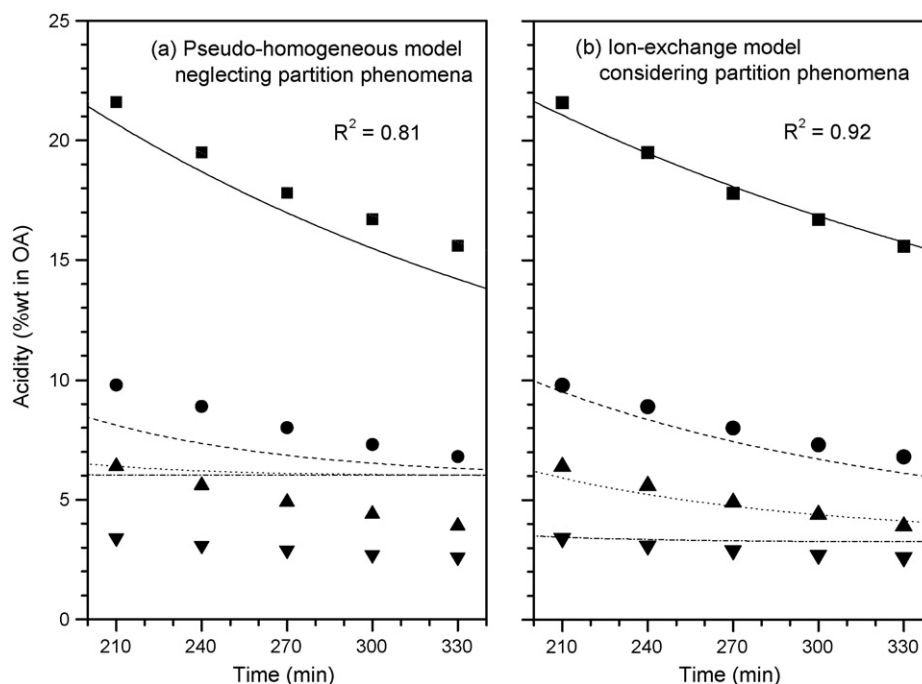 (a) Pseudo-homogeneous model
neglecting partition phenomena
R² = 0.81
(b) Ion-exchange model
considering partition phenomena
R² = 0.92
Acidity (%wt in OA)
25
20
15
10
5
0
210 240 270 300 330
210 240 270 300 330
Time (min)
Time (min)